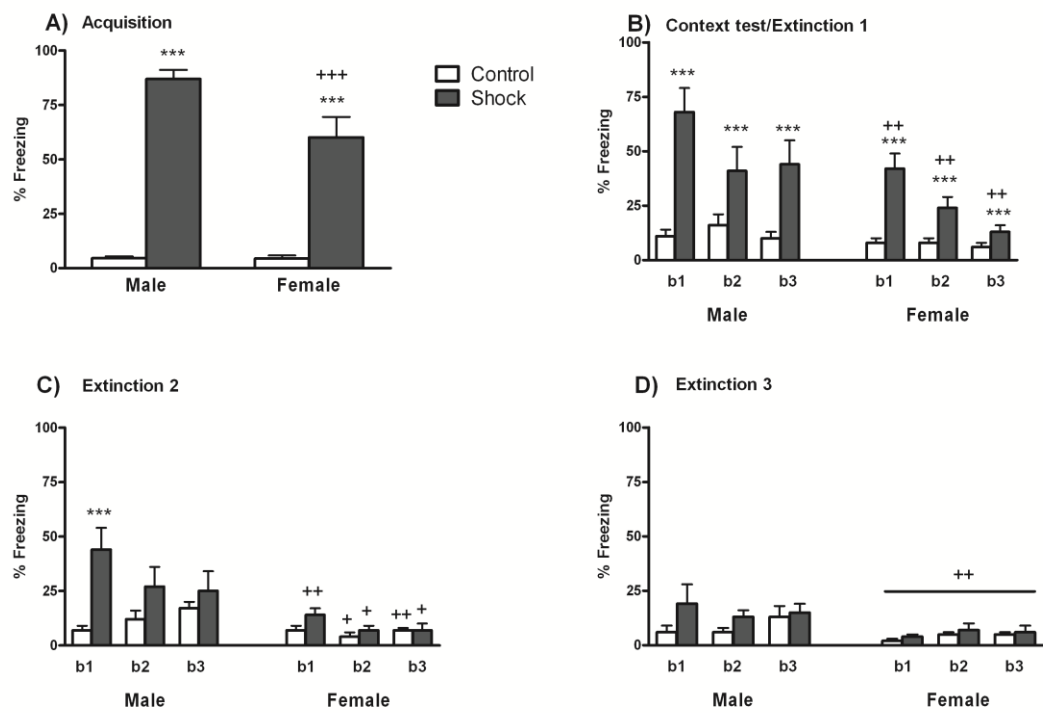 A) Acquisition
100
75
50
25
0
% Freezing
***
+++
***
Male Female
Control
Shock
B) Context test/Extinction 1
100
75
50
25
0
% Freezing
***
***
***
++
***
++
***
++
***
b1 b2 b3 b1 b2 b3
Male Female
C) Extinction 2
100
75
50
25
0
% Freezing
***
++
+ +
++ +
b1 b2 b3 b1 b2 b3
Male Female
D) Extinction 3
100
75
50
25
0
% Freezing
++
b1 b2 b3 b1 b2 b3
Male Female